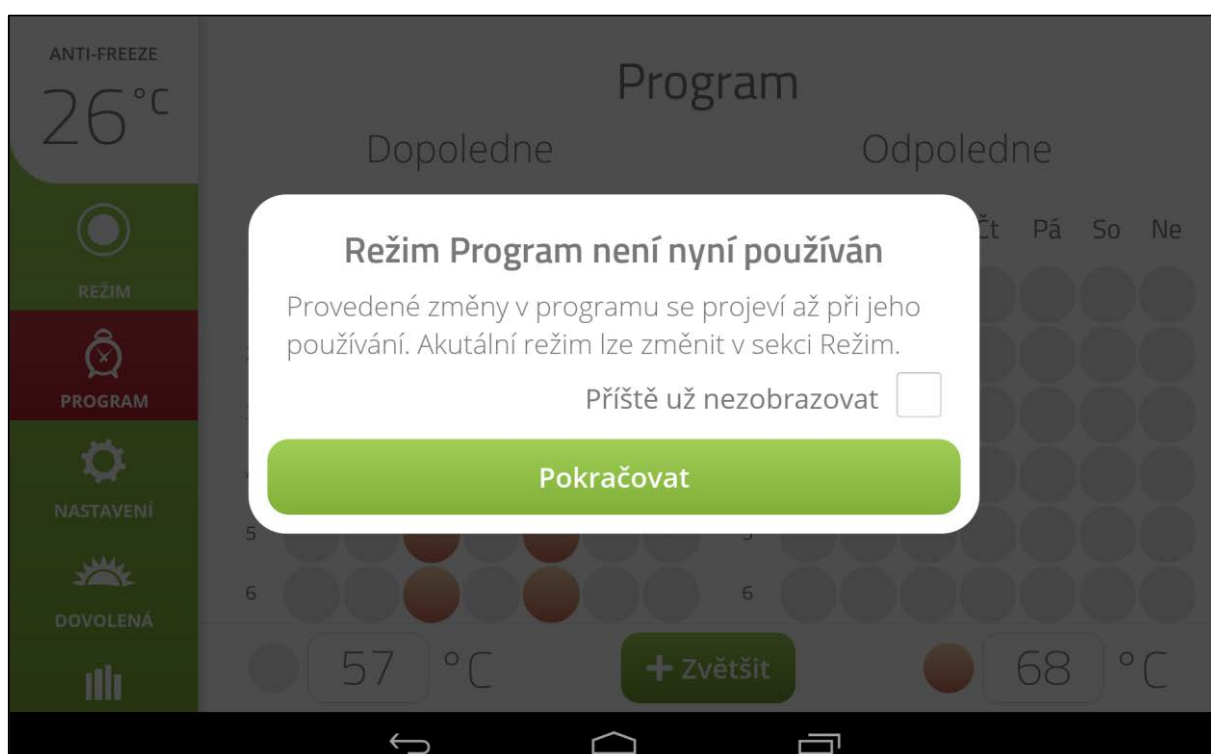 ANTI-FREEZE
26 °C
Program
Dopoledne
Odpoledne
Čt Pá So Ne
REŽIM
PROGRAM
NASTAVENÍ
DOVOLENÁ
Režim Program není nyní používán
Provedené změny v programu se projeví až při jeho
používání. Akutální režim lze změnit v sekci Režim.
Příště už nezobrazovat
Pokračovat
5
6
6
57 °C
+ Zvětšit
68 °C